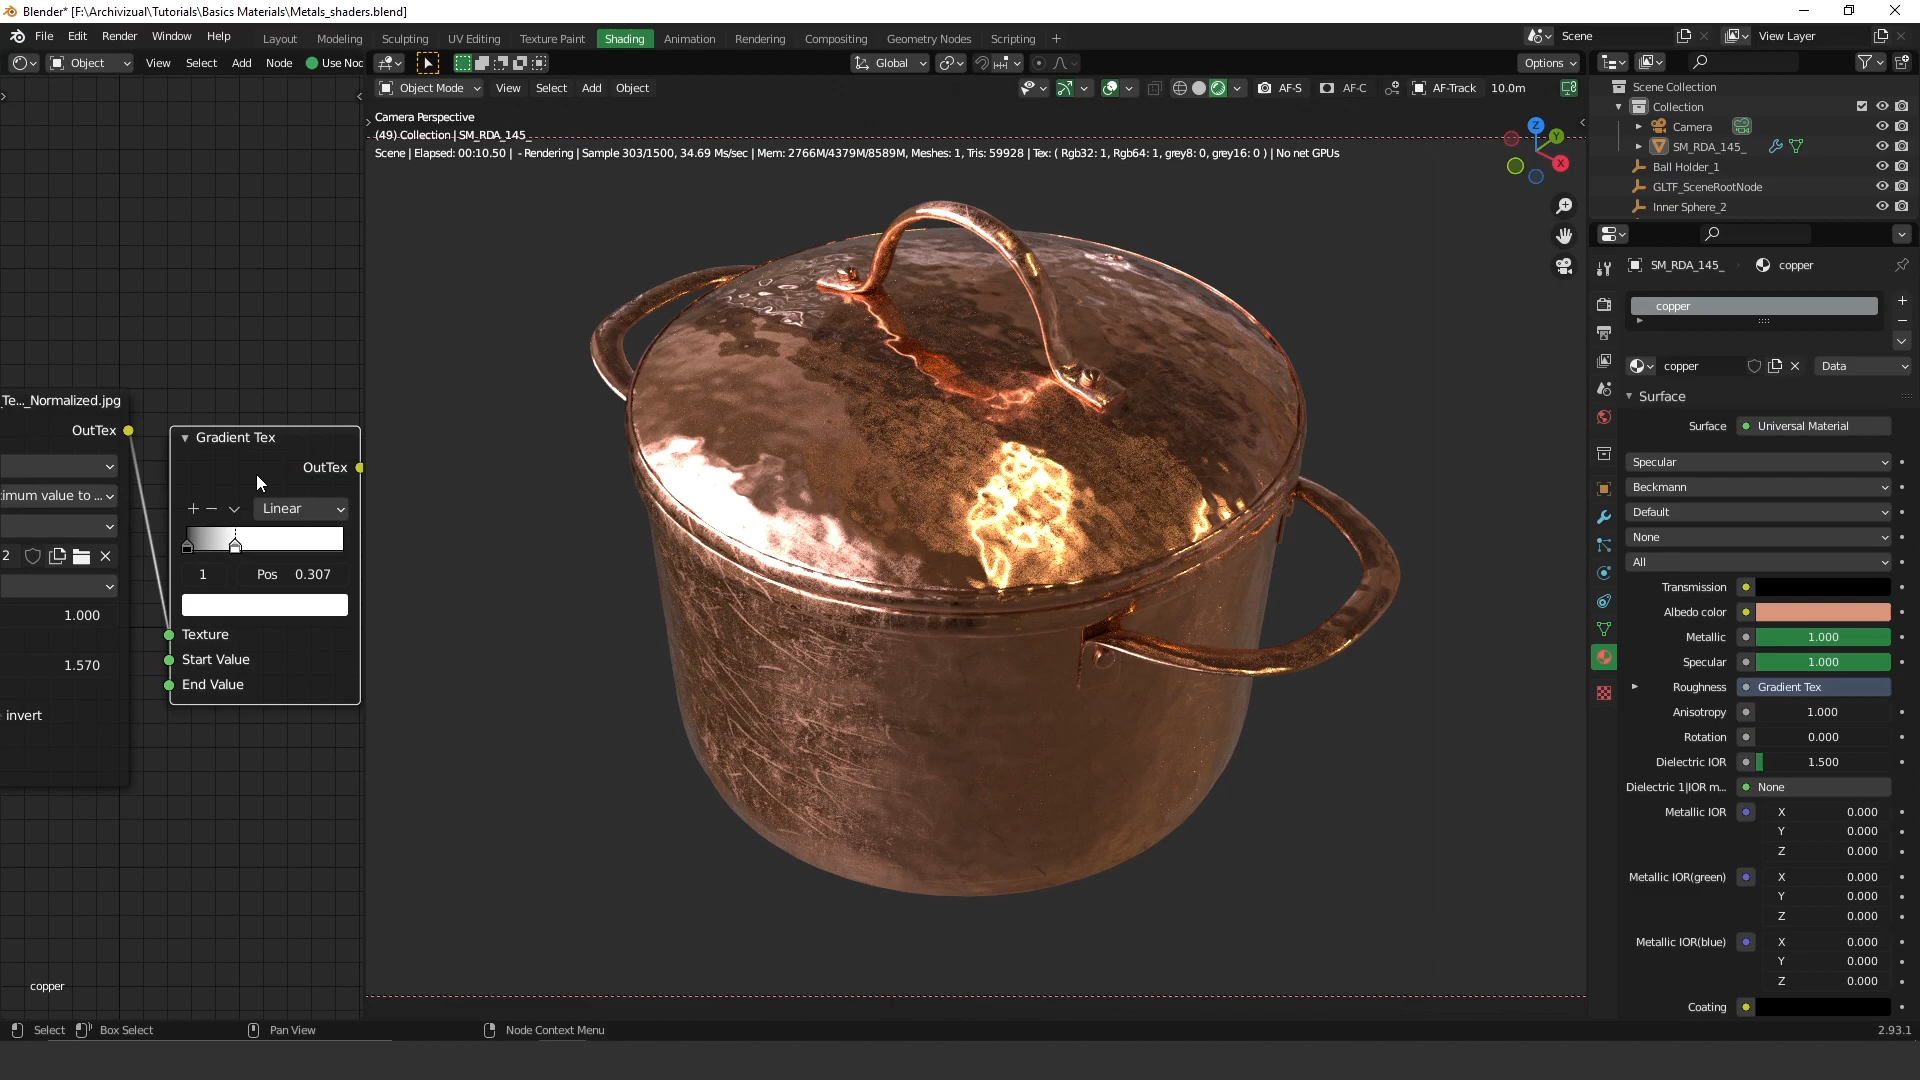 Blender* [F:\Archivizual\Tutorials\Basics Materials\Metals_shaders.blend]
File Edit Render Window Help Layout Modeling Sculpting UV Editing Texture Paint Shading Animation Rendering Compositing Geometry Nodes Scripting + Scene View Layer
Object View Select Add Node Use Noc Global Options
Object Mode View Select Add Object AF-S AF-C AF-Track 10.0m
Scene Collection
Collection
Camera
SM_RDA_145_
Ball Holder_1
GLTF_SceneRootNode
Inner Sphere_2
Camera Perspective
(49) Collection | SM_RDA_145_
Scene | Elapsed: 00:10.50 | - Rendering | Sample 303/1500, 34.69 Ms/sec | Mem: 2766M/4379M/8589M, Meshes: 1, Tris: 59928 | Tex: ( Rgb32: 1, Rgb64: 1, grey8: 0, grey16: 0 ) | No net GPUs
Z
Y
X
_Te..._Normalized.jpg
OutTex
imum value to ...
2
1.000
1.570
invert
Gradient Tex
OutTex
Linear
1 Pos 0.307
Texture
Start Value
End Value
copper
SM_RDA_145_ copper
copper
copper Data
Surface
Surface Universal Material
Specular
Beckmann
Default
None
All
Transmission
Albedo color
Metallic 1.000
Specular 1.000
Roughness Gradient Tex
Anisotropy 1.000
Rotation 0.000
Dielectric IOR 1.500
Dielectric 1|IOR m... None
Metallic IOR X 0.000
Y 0.000
Z 0.000
Metallic IOR(green) X 0.000
Y 0.000
Z 0.000
Metallic IOR(blue) X 0.000
Y 0.000
Z 0.000
Coating
Select Box Select Pan View Node Context Menu 2.93.1